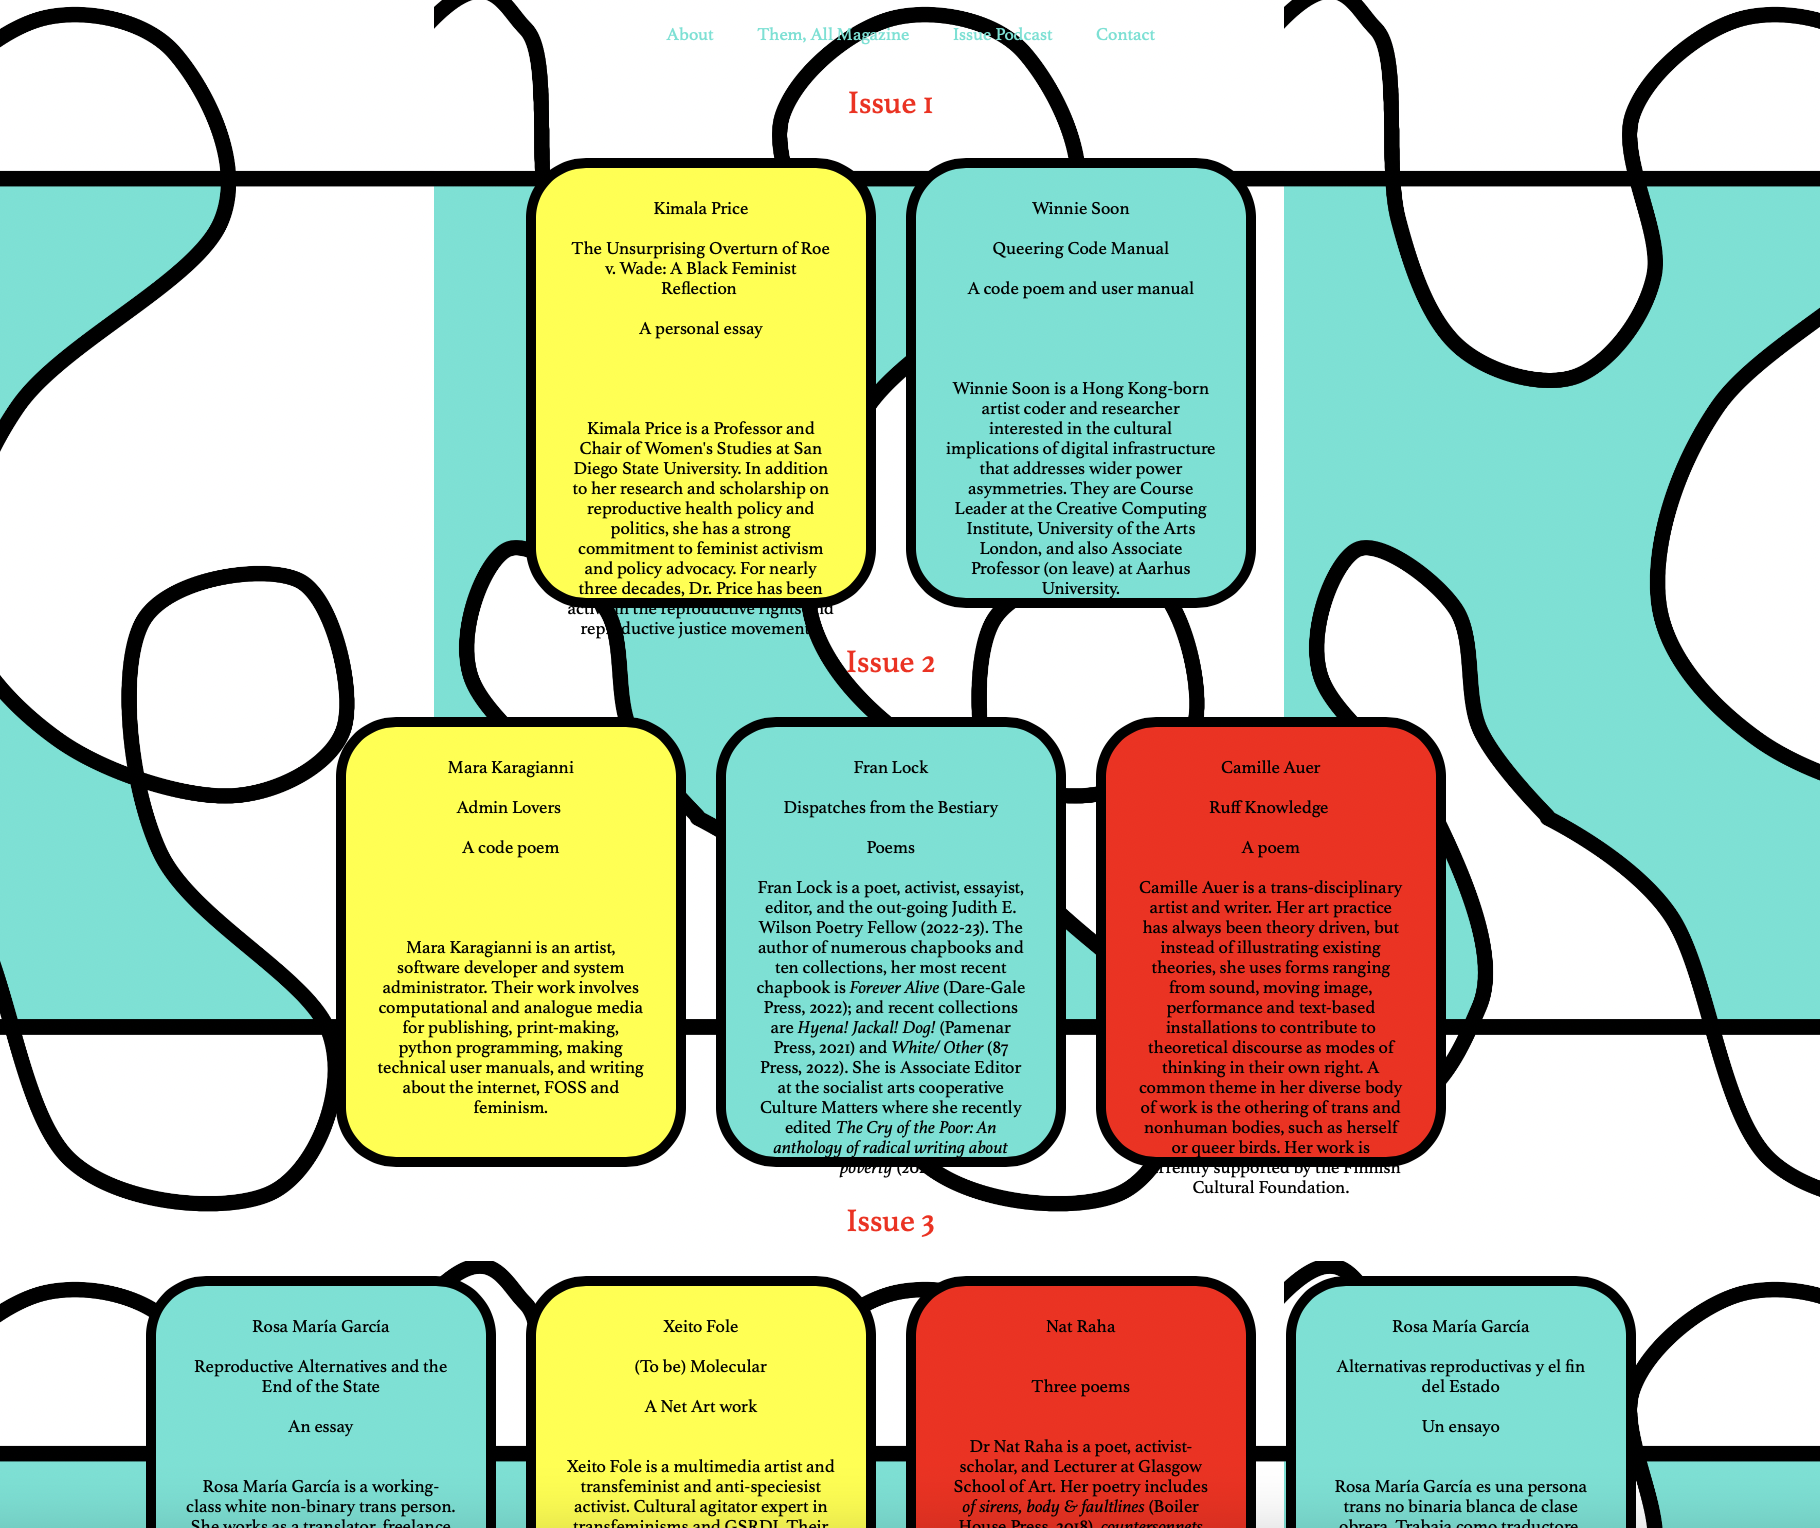 About Them, All Magazine Issue Podcast Contact
Issue 1
Kimala Price
The Unsurprising Overturn of Roe
v. Wade: A Black Feminist
Reflection
A personal essay
Kimala Price is a Professor and
Chair of Women's Studies at San
Diego State University. In addition
to her research and scholarship on
reproductive health policy and
politics, she has a strong
commitment to feminist activism
and policy advocacy. For nearly
three decades, Dr. Price has been
in the reproductive rights
reproductive justice movement
Winnie Soon
Queering Code Manual
A code poem and user manual
Winnie Soon is a Hong Kong-born
artist coder and researcher
interested in the cultural
implications of digital infrastructure
that addresses wider power
asymmetries. They are Course
Leader at the Creative Computing
Institute, University of the Arts
London, and also Associate
Professor (on leave) at Aarhus
University.
Issue 2
Mara Karagianni
Admin Lovers
A code poem
Mara Karagianni is an artist,
software developer and system
administrator. Their work involves
computational and analogue media
for publishing, print-making,
python programming, making
technical user manuals, and writing
about the internet, FOSS and
feminism.
Fran Lock
Dispatches from the Bestiary
Poems
Fran Lock is a poet, activist, essayist,
editor, and the out-going Judith E.
Wilson Poetry Fellow (2022-23). The
author of numerous chapbooks and
ten collections, her most recent
chapbook is Forever Alive (Dare-Gale
Press, 2022); and recent collections
are Hyena! Jackal! Dog! (Pamenar
Press, 2021) and White/ Other (87
Press, 2022). She is Associate Editor
at the socialist arts cooperative
Culture Matters where she recently
edited The Cry of the Poor: An
anthology of radical writing about
poverty
Camille Auer
Ruff Knowledge
A poem
Camille Auer is a trans-disciplinary
artist and writer. Her art practice
has always been theory driven, but
instead of illustrating existing
theories, she uses forms ranging
from sound, moving image,
performance and text-based
installations to contribute to
theoretical discourse as modes of
thinking in their own right. A
common theme in her diverse body
of work is the othering of trans and
nonhuman bodies, such as herself
or queer birds. Her work is
supported by the Finnish
Cultural Foundation.
Issue 3
Rosa María García
Reproductive Alternatives and the
End of the State
An essay
Rosa María García is a working-
class white non-binary trans person.
She works as a translator, freelance
Xeito Fole
(To be) Molecular
A Net Art work
Xeito Fole is a multimedia artist and
transfeminist and anti-speciesist
activist. Cultural agitator expert in
transfeminisms and GSRDI. Their
Nat Raha
Three poems
Dr Nat Raha is a poet, activist-
scholar, and Lecturer at Glasgow
School of Art. Her poetry includes
of sirens, body & faultlines (Boiler
House Press, 2018), countersonnets
Rosa María García
Alternativas reproductivas y el fin
del Estado
Un ensayo
Rosa María García es una persona
trans no binaria blanca de clase
obrera. Trabaja como traductore